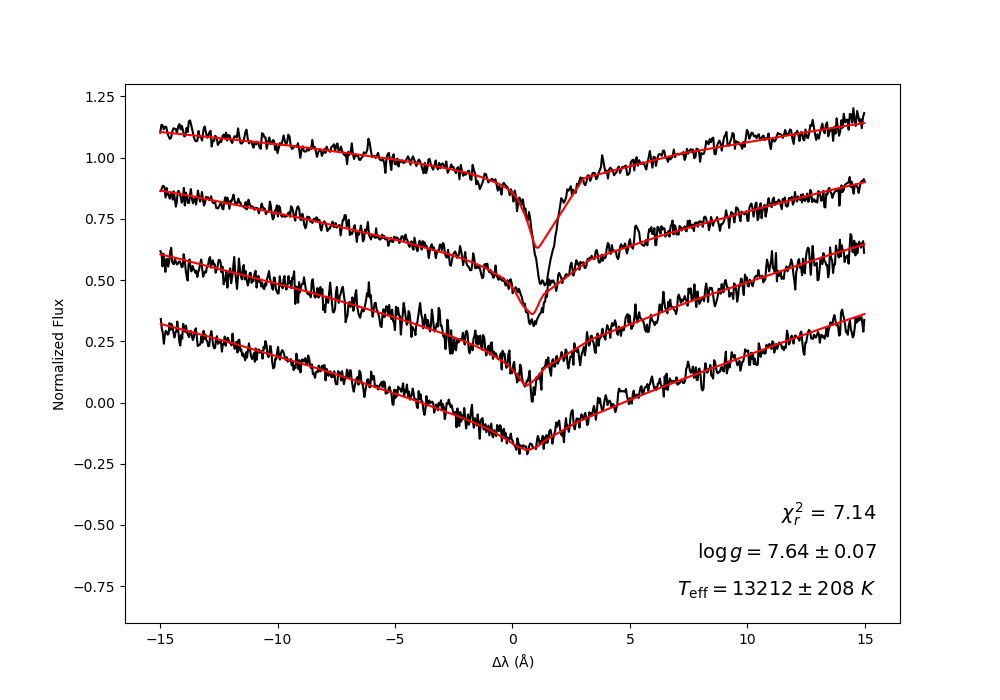 1.25
1.00
0.75
0.50
0.25
0.00
−0.25
−0.50
−0.75
Normalized Flux
χ²ᵣ = 7.14
log g = 7.64 ± 0.07
T_eff = 13212 ± 208 K
−15 −10 −5 0 5 10 15
Δλ (Å)